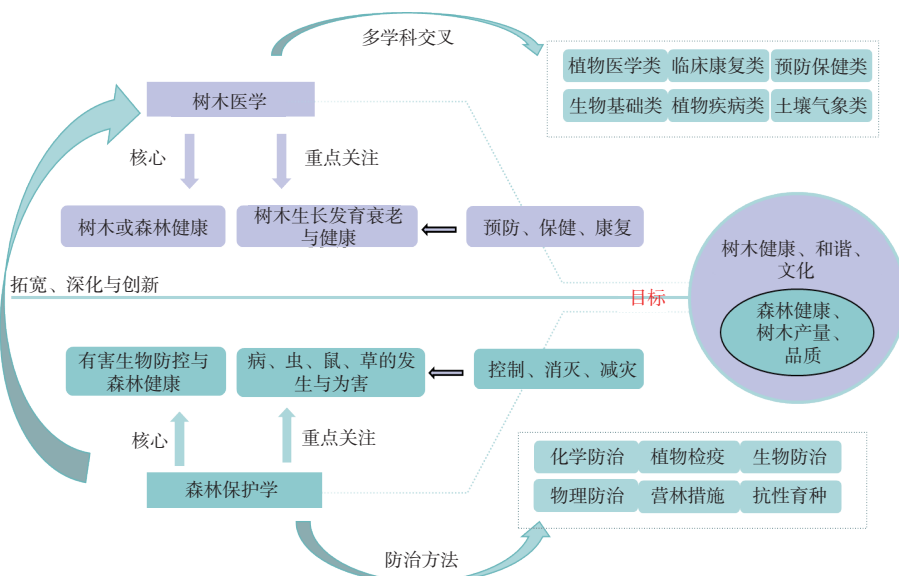 多学科交叉
植物医学类 临床康复类 预防保健类
生物基础类 植物疾病类 土壤气象类
树木医学
核心 重点关注
树木或森林健康
树木生长发育衰老
与健康
预防、保健、康复
树木健康、和谐、
文化
拓宽、深化与创新
目标
森林健康、
树木产量、
品质
有害生物防控与
森林健康
病、虫、鼠、草的发
生与为害
控制、消灭、减灾
核心 重点关注
森林保护学
化学防治 植物检疫 生物防治
物理防治 营林措施 抗性育种
防治方法